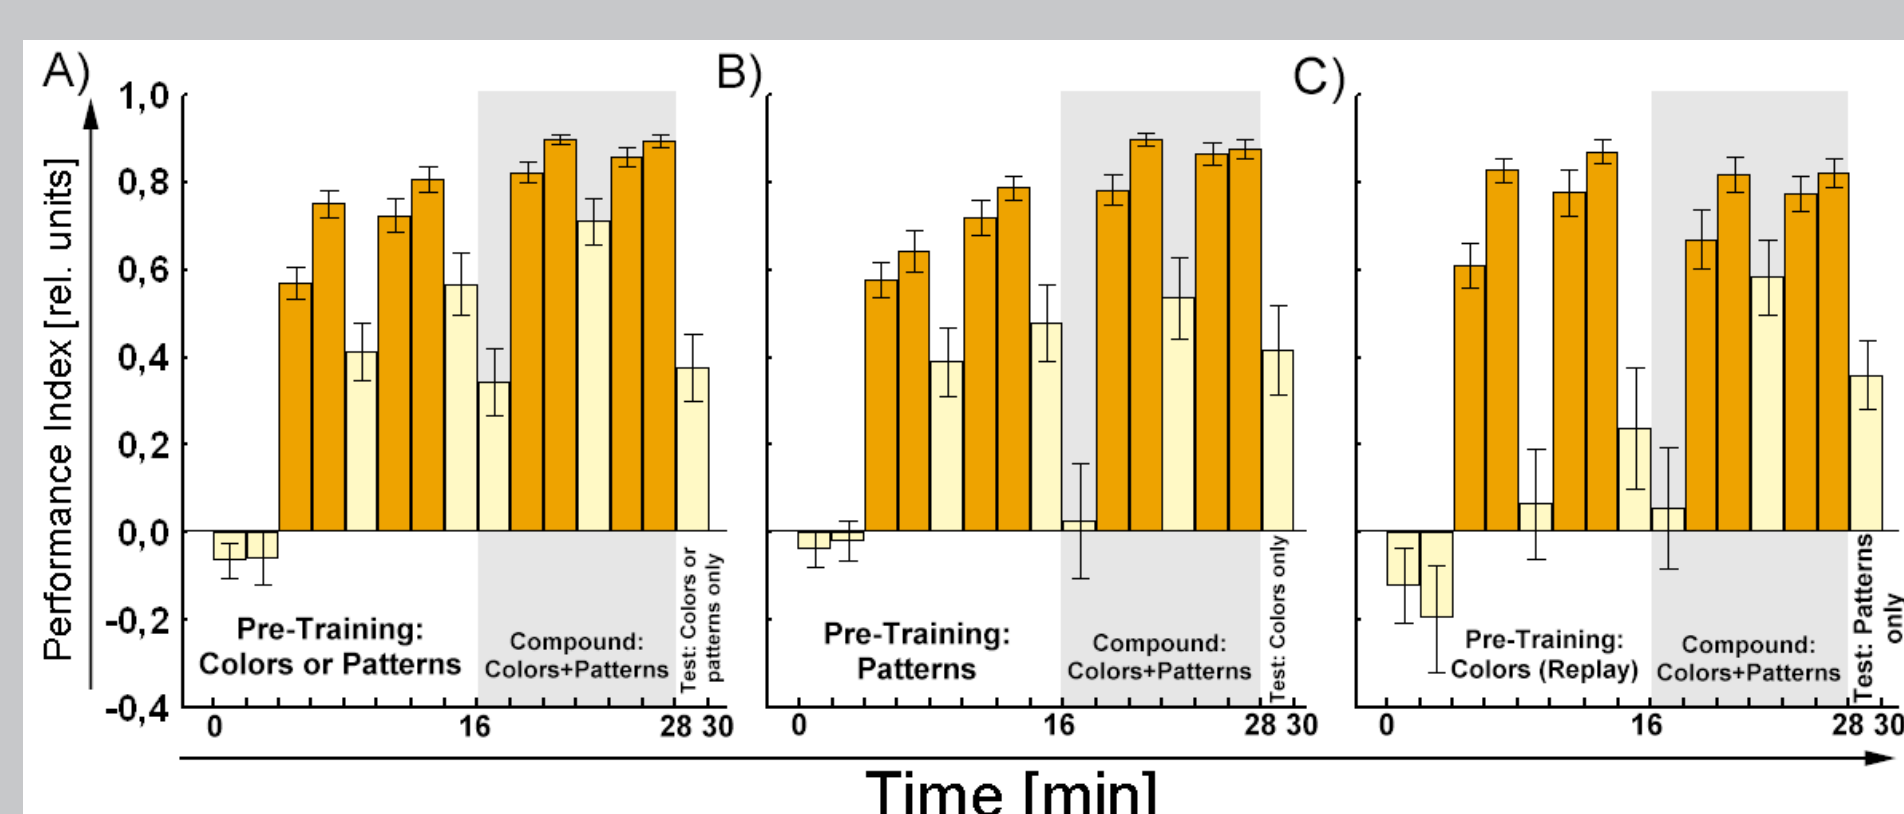 A)
B)
C)
Performance Index [rel. units]
1,0
0,8
0,6
0,4
0,2
0,0
-0,2
-0,4
Pre-Training:
Colors or Patterns
Compound:
Colors+Patterns
Test: Colors or
patterns only
0
16
28
30
Pre-Training:
Patterns
Compound:
Colors+Patterns
Test: Colors only
0
16
28
30
Pre-Training:
Colors (Replay)
Compound:
Colors+Patterns
Test: Patterns
only
0
16
28
30
Time [min]